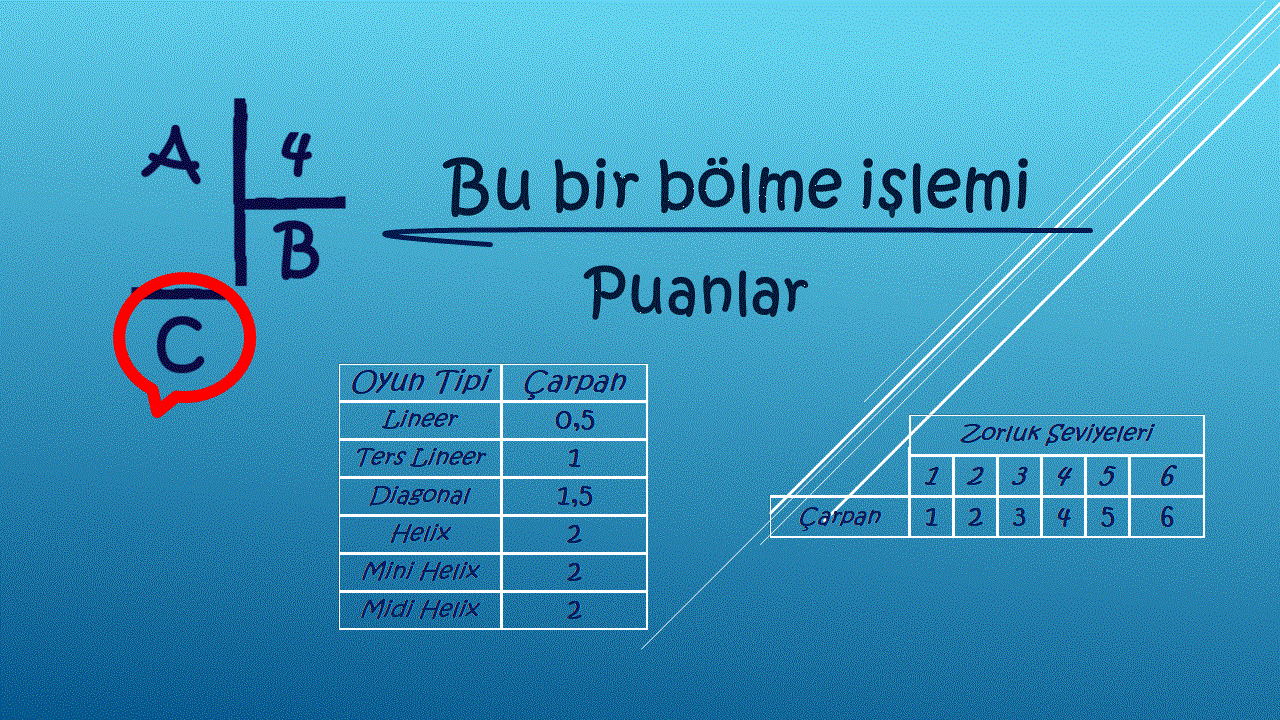 A 4
B
C
Bu bir bölme işlemi
Puanlar
Oyun Tipi Çarpan
Lineer 0,5
Ters Lineer 1
Diagonal 1,5
Helix 2
Mini Helix 2
Midi Helix 2
Zorluk Seviyeleri
1 2 3 4 5 6
Çarpan 1 2 3 4 5 6